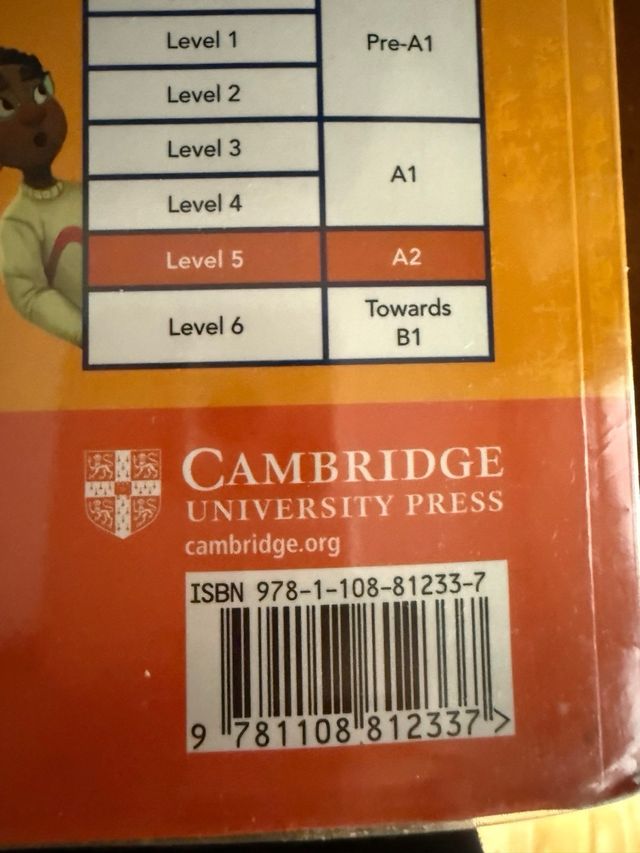 Level 1
Pre-A1
Level 2
Level 3
A1
Level 4
Level 5 A2
Level 6
Towards
B1
CAMBRIDGE
UNIVERSITY PRESS
cambridge.org
ISBN 978-1-108-81233-7
9 781108 812337 >